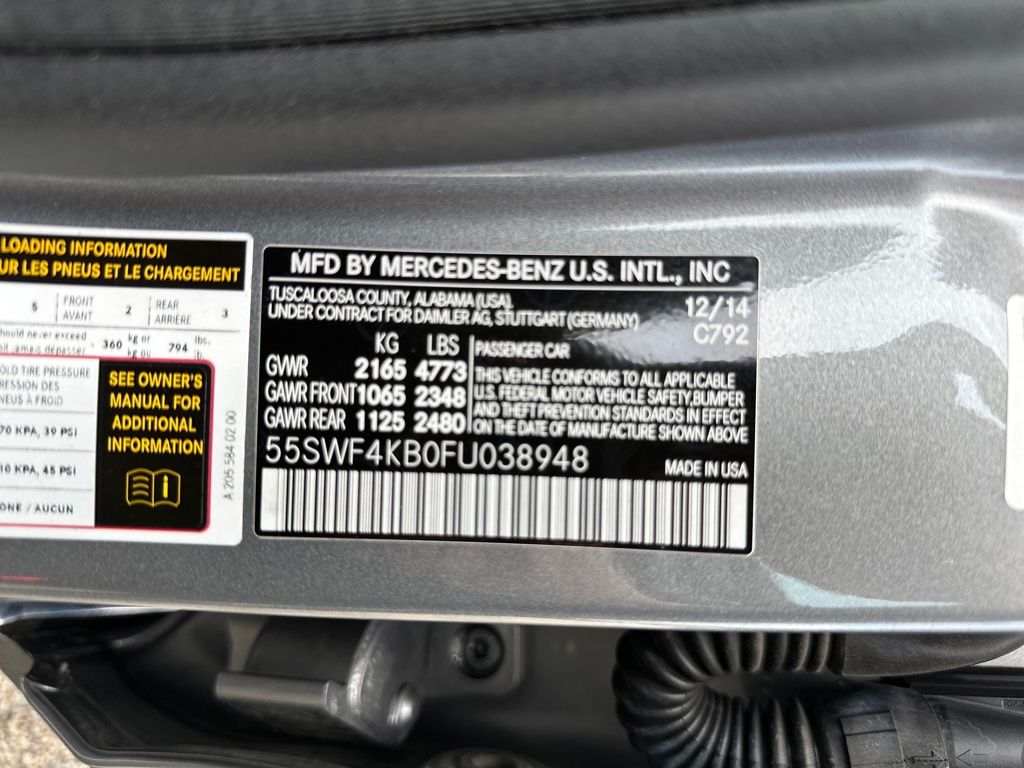 LOADING INFORMATION
UR LES PNEUS ET LE CHARGEMENT
5 FRONT AVANT 2 REAR ARRIÈRE 3
hould never exceed 360 kg or 794 lbs.
jamais dépasser kg ou lb.
OLD TIRE PRESSURE
RESSION DES
NEUS À FROID
70 KPA, 39 PSI
10 KPA, 45 PSI
ONE / AUCUN
SEE OWNER'S
MANUAL FOR
ADDITIONAL
INFORMATION
A 205 584 02 00
MFD BY MERCEDES-BENZ U.S. INTL., INC
TUSCALOOSA COUNTY, ALABAMA (USA),
UNDER CONTRACT FOR DAIMLER AG, STUTTGART (GERMANY)
12/14
C792
KG LBS
GVWR 2165 4773
GAWR FRONT 1065 2348
GAWR REAR 1125 2480
PASSENGER CAR
THIS VEHICLE CONFORMS TO ALL APPLICABLE
U.S. FEDERAL MOTOR VEHICLE SAFETY, BUMPER
AND THEFT PREVENTION STANDARDS IN EFFECT
ON THE DATE OF MANUFACTURE SHOWN ABOVE
55SWF4KB0FU038948
MADE IN USA